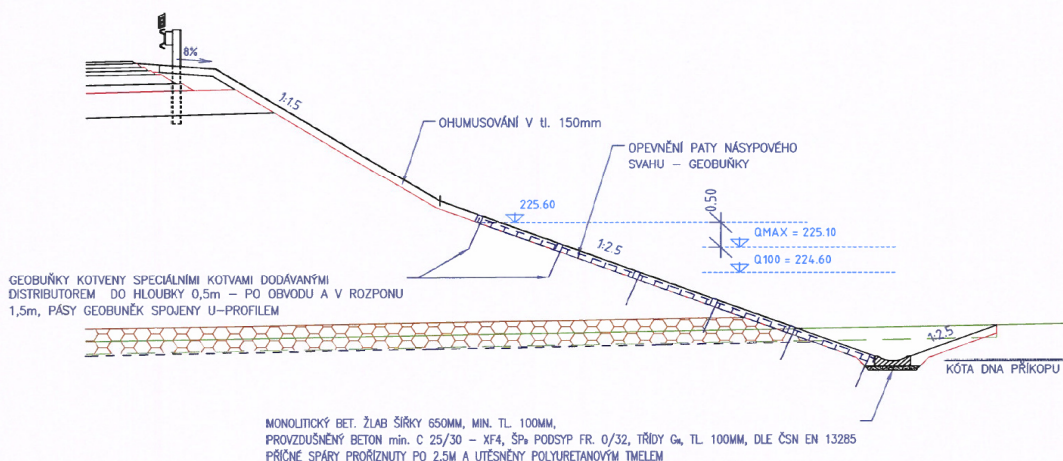 8%
1:1.5
OHUMUSOVÁNÍ V tl. 150mm
OPEVNĚNÍ PATY NÁSYPOVÉHO
SVAHU – GEOBUŇKY
225.60
0.50
QMAX = 225.10
Q100 = 224.60
1:2.5
GEOBUŇKY KOTVENY SPECIÁLNÍMI KOTVAMI DODÁVANÝMI
DISTRIBUTOREM DO HLOUBKY 0,5m – PO OBVODU A V ROZPONU
1,5m, PÁSY GEOBUNĚK SPOJENY U-PROFILEM
1:2.5
KÓTA DNA PŘÍKOPU
MONOLITICKÝ BET. ŽLAB ŠÍŘKY 650MM, MIN. TL. 100MM,
PROVZDUŠNĚNÝ BETON min. C 25/30 – XF4, PODSYP FR. 0/32, TŘÍDY TL. 100MM, DLE ČSN EN 13285
PŘÍČNÉ SPÁRY PROŘÍZNUTY PO 2,5M A UTĚSNĚNY POLYURETANOVÝM TMELEM